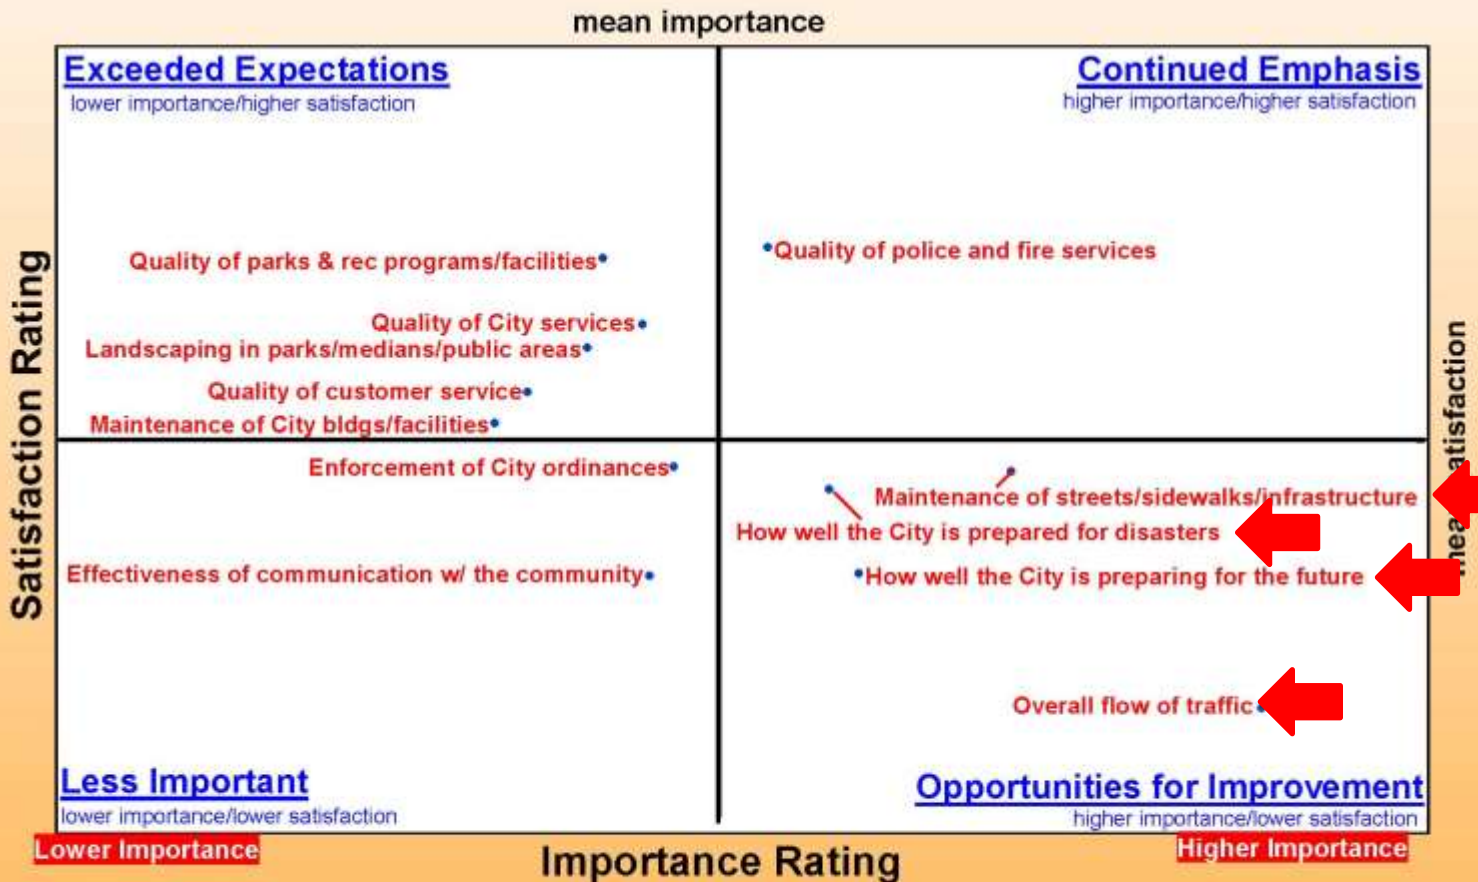 mean importance
Exceeded Expectations
lower importance/higher satisfaction
Continued Emphasis
higher importance/higher satisfaction
Quality of parks & rec programs/facilities
Quality of police and fire services
Quality of City services
Landscaping in parks/medians/public areas
Quality of customer service
Maintenance of City bldgs/facilities
Satisfaction Rating
mean satisfaction
Enforcement of City ordinances
Maintenance of streets/sidewalks/infrastructure
How well the City is prepared for disasters
Effectiveness of communication w/ the community
How well the City is preparing for the future
Overall flow of traffic
Less Important
lower importance/lower satisfaction
Opportunities for Improvement
higher importance/lower satisfaction
Lower Importance
Importance Rating
Higher Importance